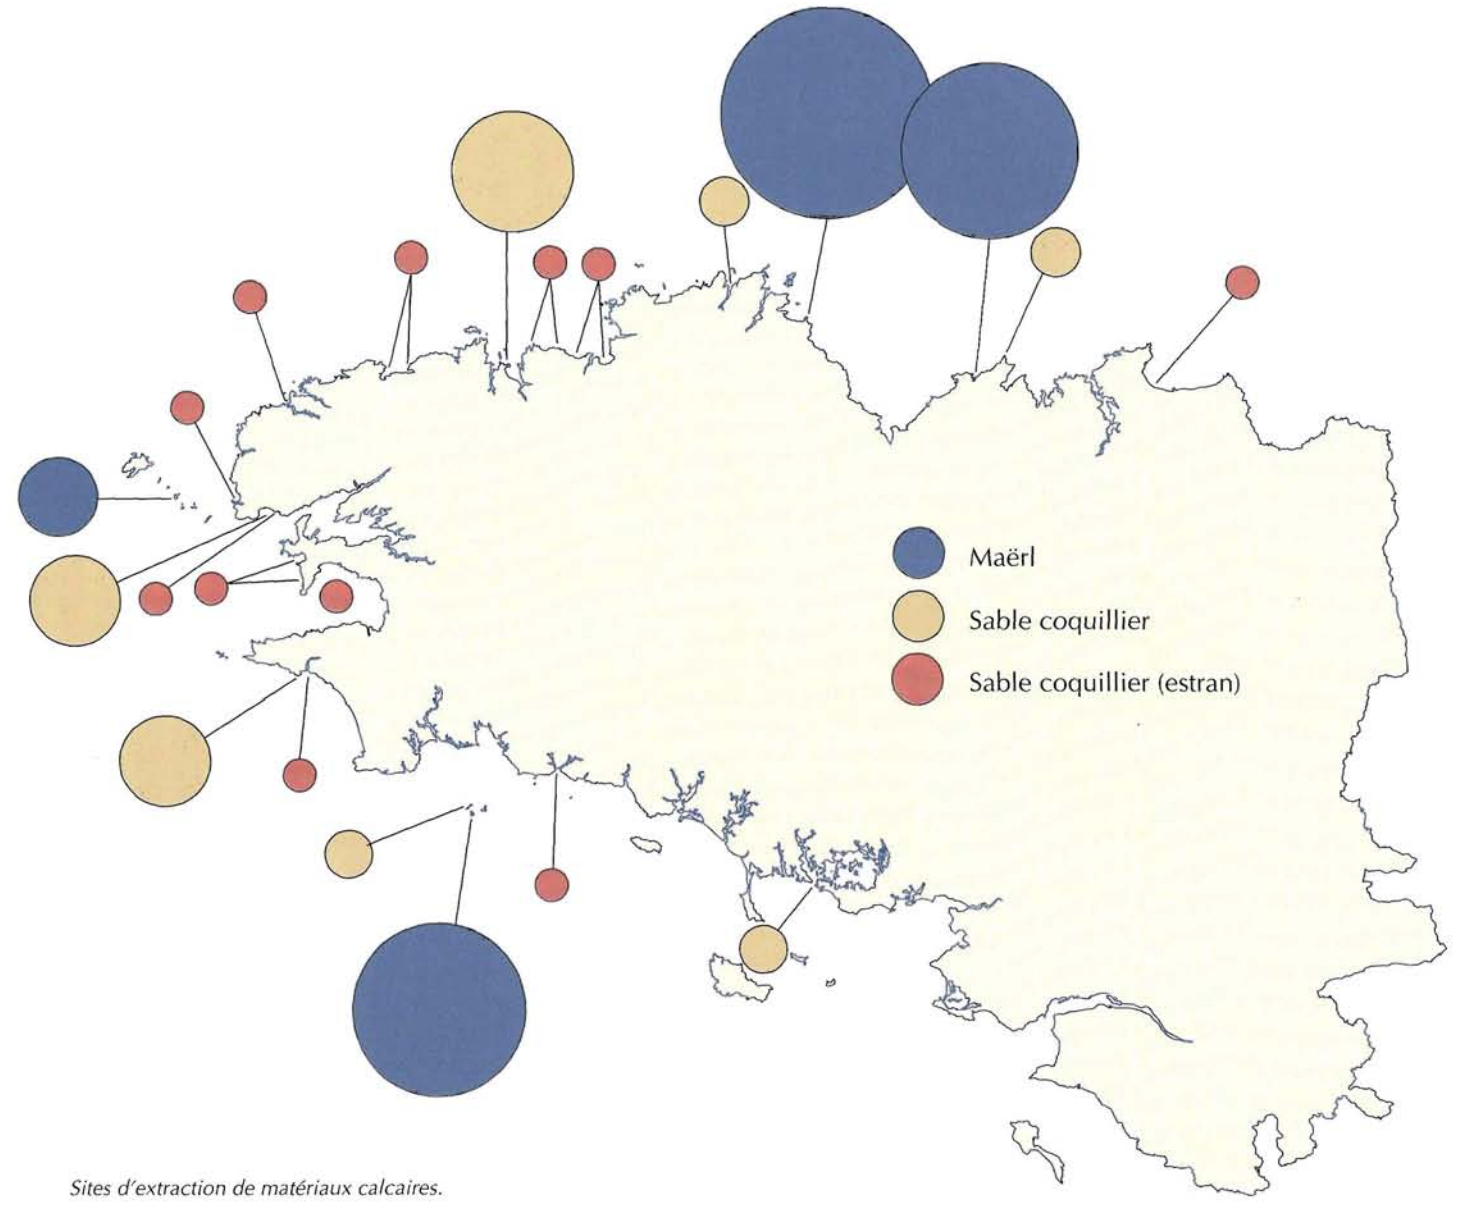 Maërl
Sable coquillier
Sable coquillier (estran)
Sites d'extraction de matériaux calcaires.